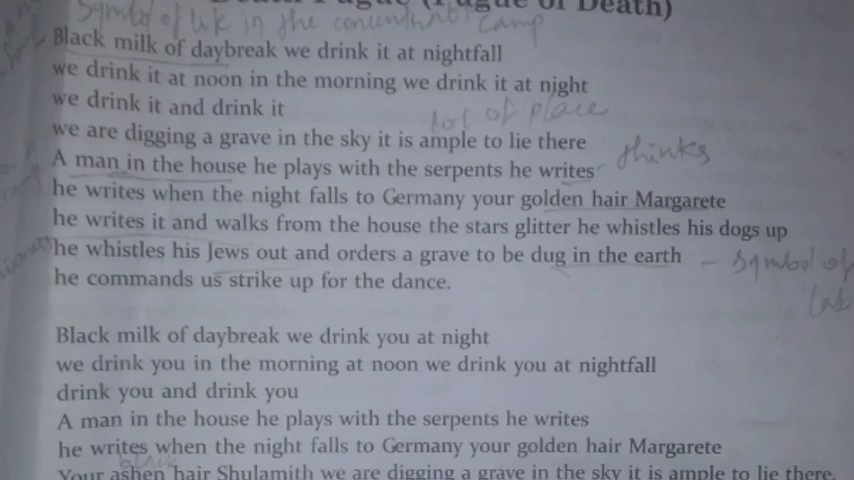 (Fugue of Death)
Symbol of life in the concentration camp
Black milk of daybreak we drink it at nightfall
we drink it at noon in the morning we drink it at night
we drink it and drink it
lot of place
we are digging a grave in the sky it is ample to lie there
A man in the house he plays with the serpents he writes
thinks
he writes when the night falls to Germany your golden hair Margarete
he writes it and walks from the house the stars glitter he whistles his dogs up
he whistles his Jews out and orders a grave to be dug in the earth
– symbol of
he commands us strike up for the dance.
Black milk of daybreak we drink you at night
we drink you in the morning at noon we drink you at nightfall
drink you and drink you
A man in the house he plays with the serpents he writes
he writes when the night falls to Germany your golden hair Margarete
black
Your ashen hair Shulamith we are digging a grave in the sky it is ample to lie there.